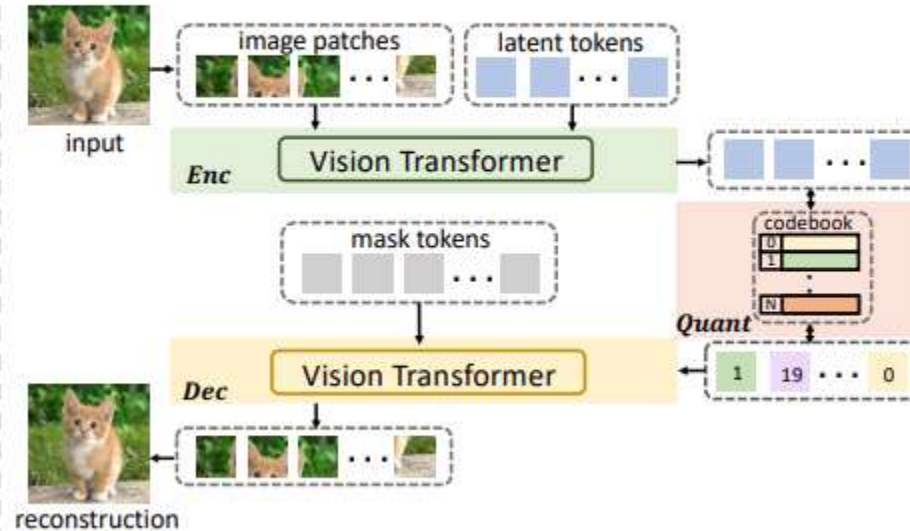 image patches
latent tokens
input
Enc
Vision Transformer
codebook
0
1
N
mask tokens
Quant
Vision Transformer
Dec
1 19 ... 0
reconstruction